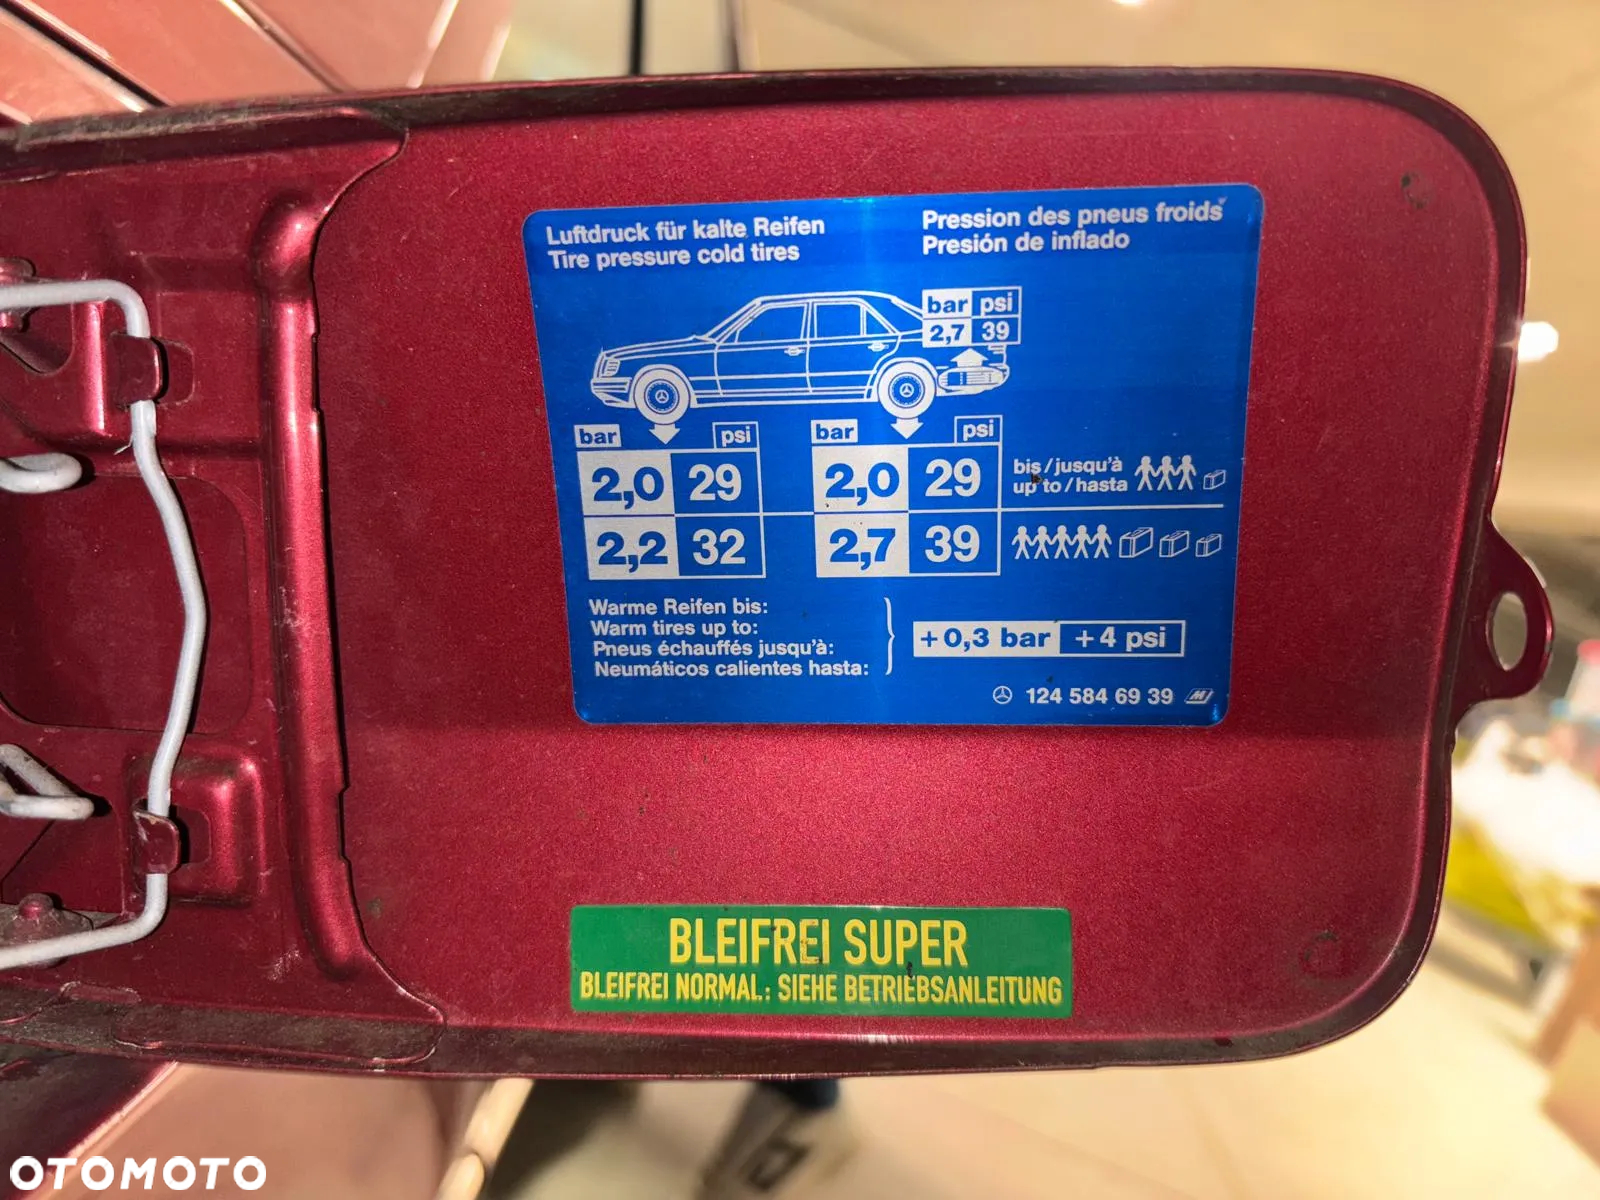 Luftdruck für kalte Reifen
Tire pressure cold tires
Pression des pneus froids
Presión de inflado
bar psi
2,7 39
bar psi
2,0 29
2,2 32
bar psi
2,0 29
2,7 39
bis/jusqu'à
up to/hasta
Warme Reifen bis:
Warm tires up to:
Pneus échauffés jusqu'à:
Neumáticos calientes hasta:
+0,3 bar +4 psi
124 584 69 39
BLEIFREI SUPER
BLEIFREI NORMAL: SIEHE BETRIEBSANLEITUNG
OTOMOTO